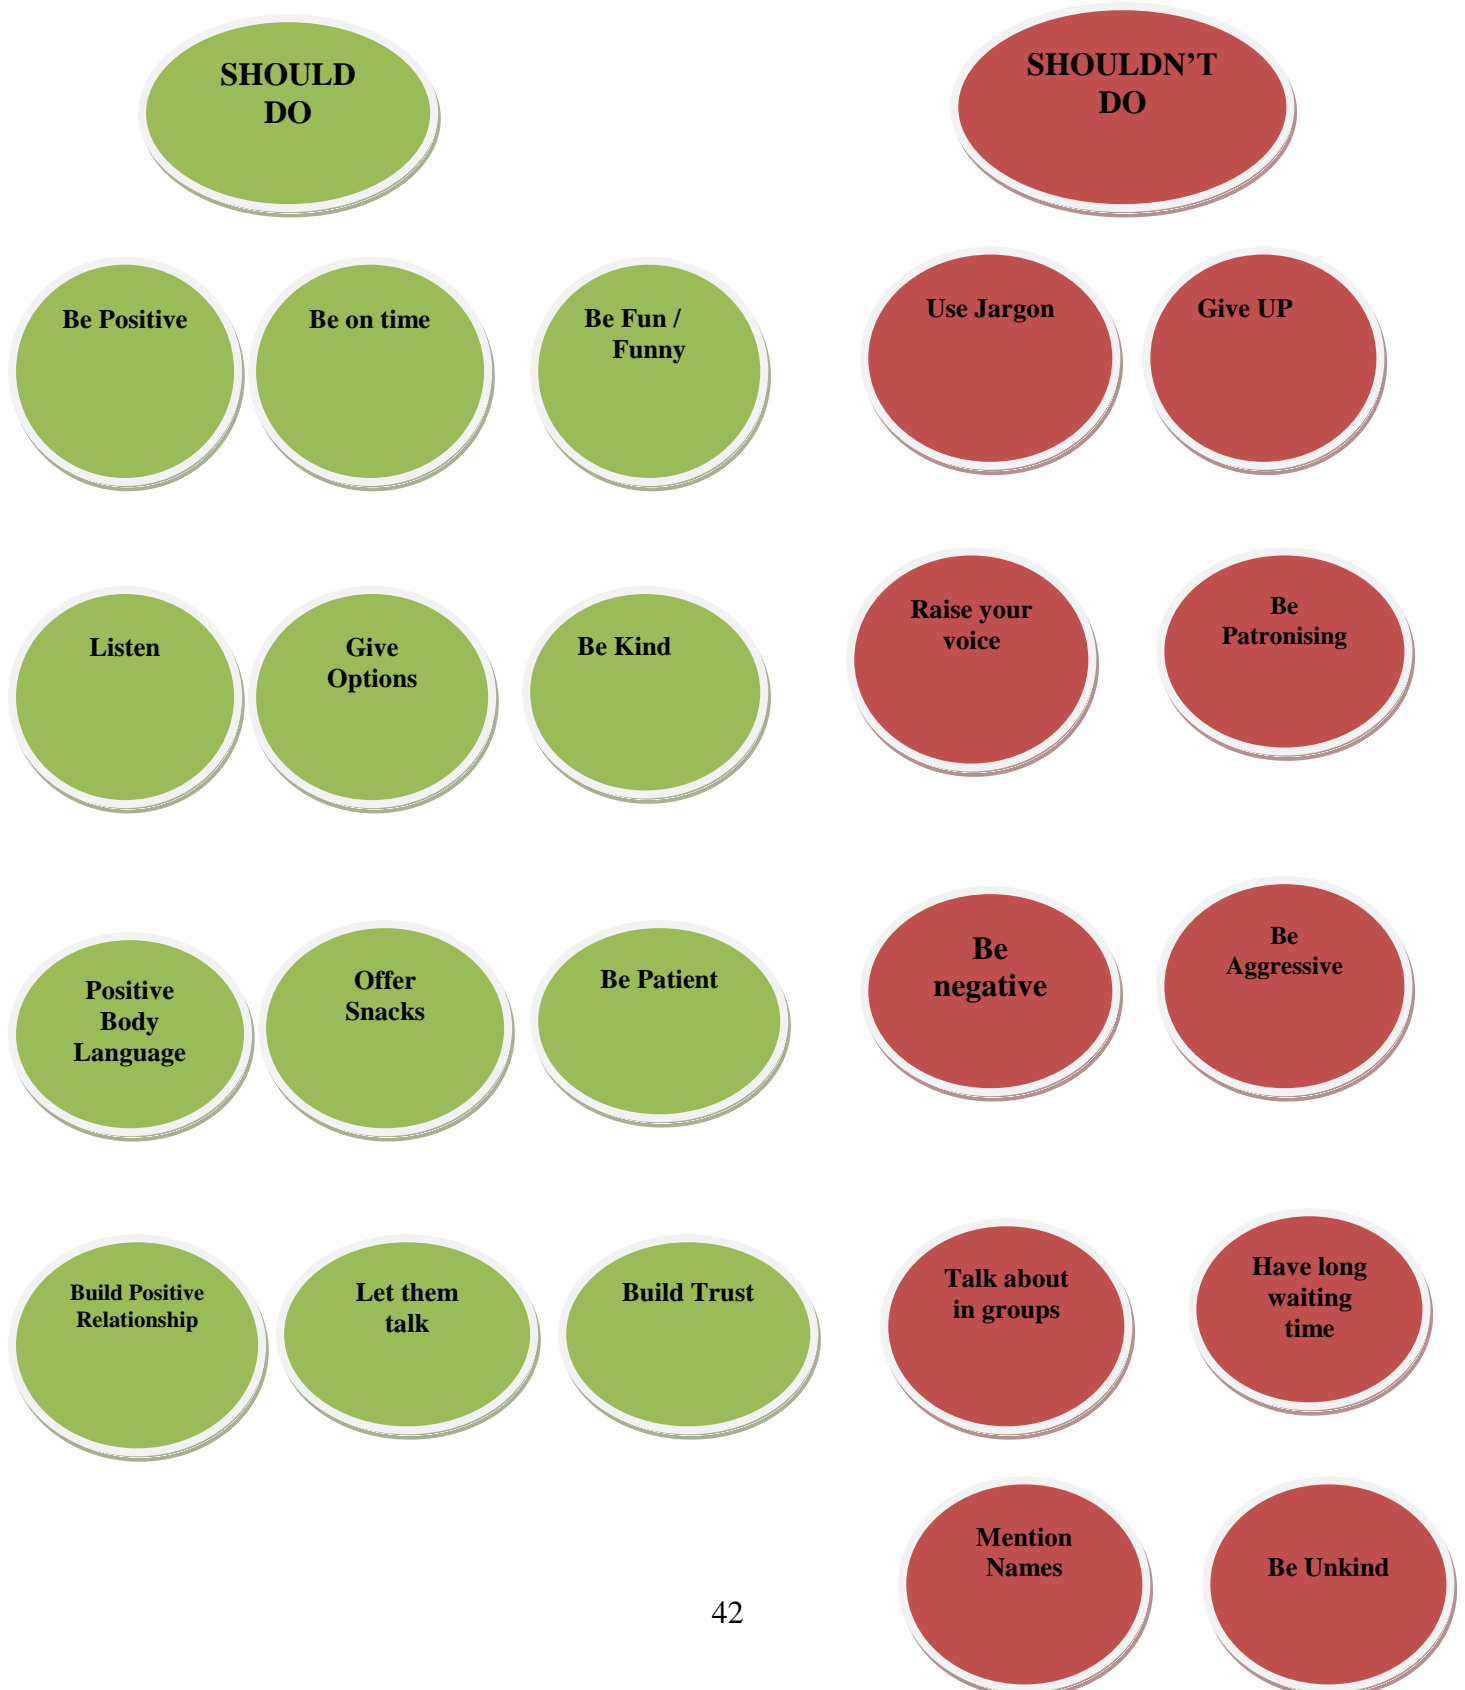 SHOULD
DO
Be Positive
Be on time
Be Fun /
Funny
Listen
Give
Options
Be Kind
Positive
Body
Language
Offer
Snacks
Be Patient
Build Positive
Relationship
Let them
talk
Build Trust
SHOULDN’T
DO
Use Jargon
Give UP
Raise your
voice
Be
Patronising
Be
negative
Be
Aggressive
Talk about
in groups
Have long
waiting
time
Mention
Names
Be Unkind
42